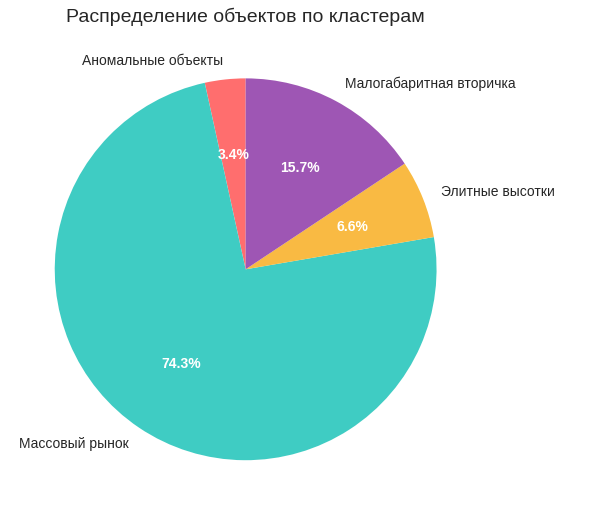 Распределение объектов по кластерам
Аномальные объекты
Малогабаритная вторичка
3.4%
15.7%
Элитные высотки
6.6%
74.3%
Массовый рынок